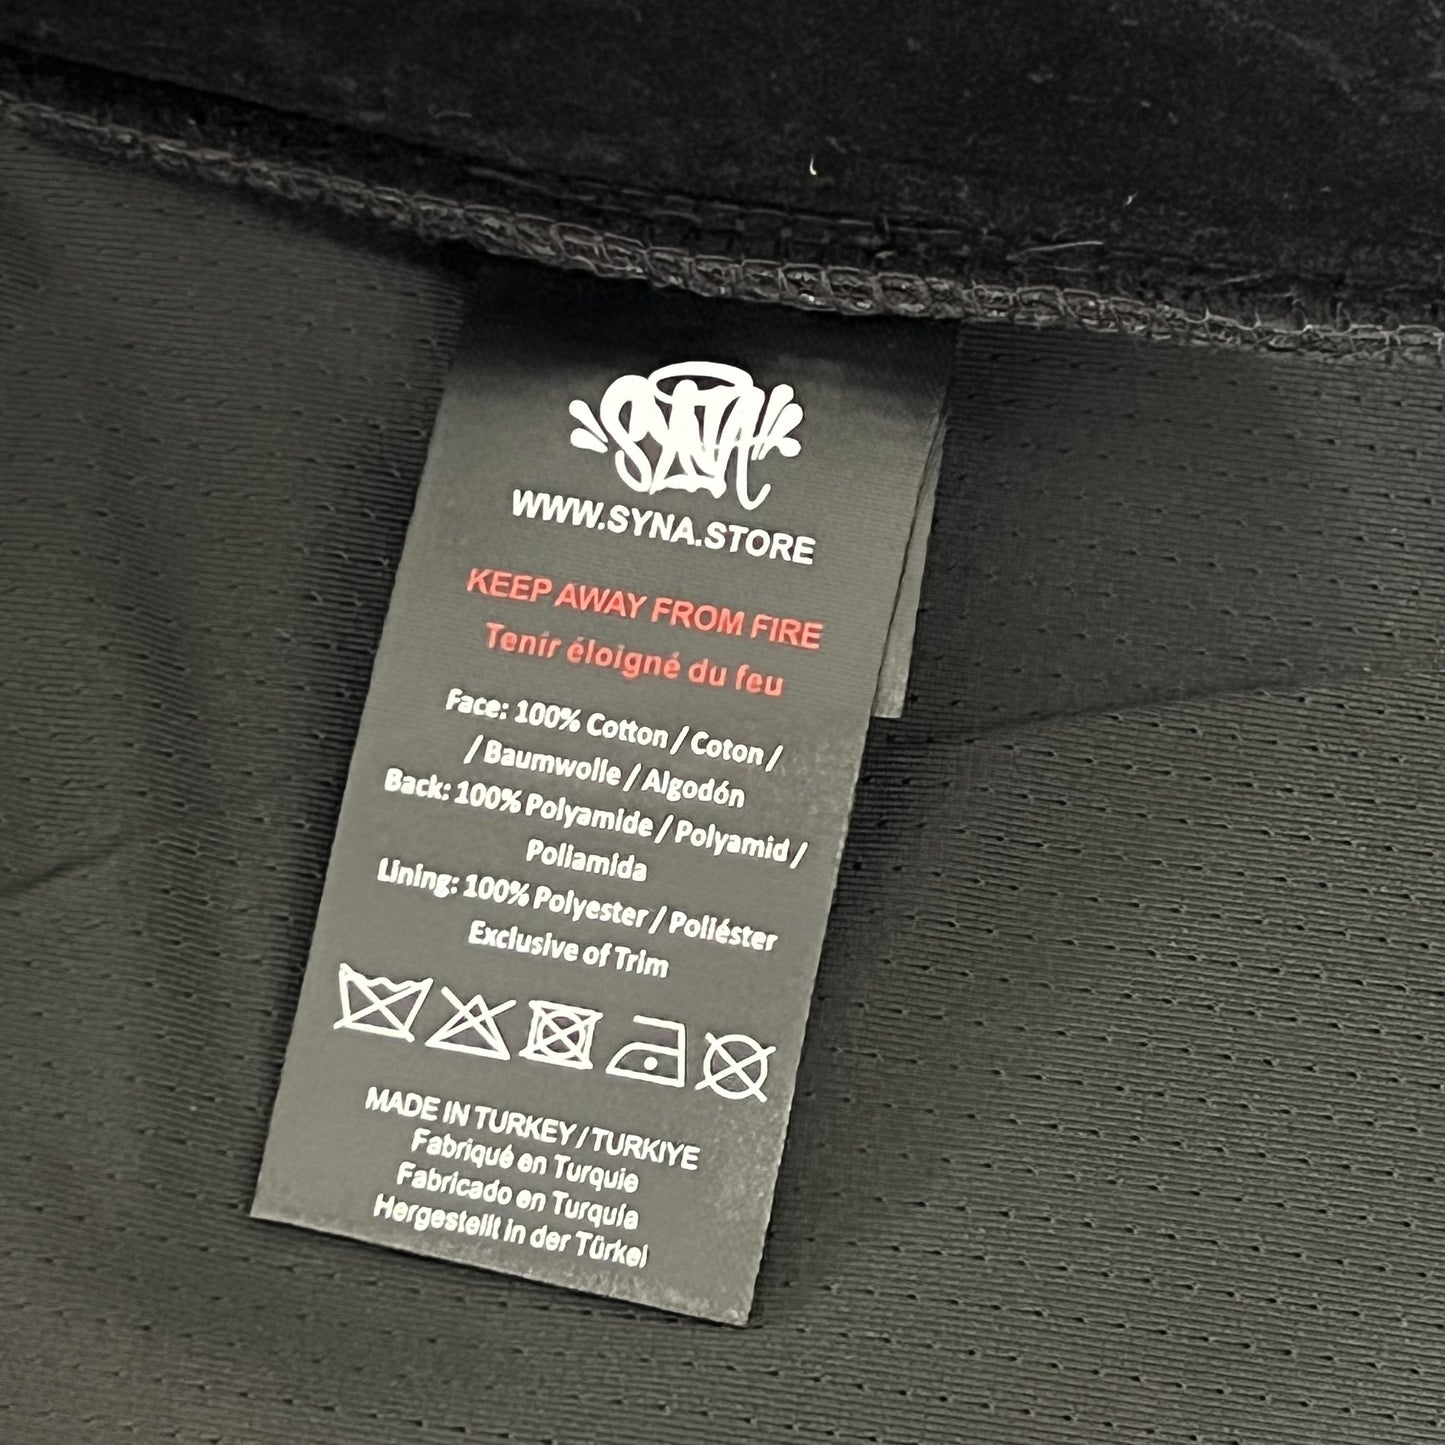 SYNA
WWW.SYNA.STORE
KEEP AWAY FROM FIRE
Tenir éloigné du feu
Face: 100% Cotton / Coton /
/ Baumwolle / Algodón
Back: 100% Polyamide / Polyamid /
Poliamida
Lining: 100% Polyester / Poliéster
Exclusive of Trim
MADE IN TURKEY / TURKIYE
Fabriqué en Turquie
Fabricado en Turquía
Hergestellt in der Türkei